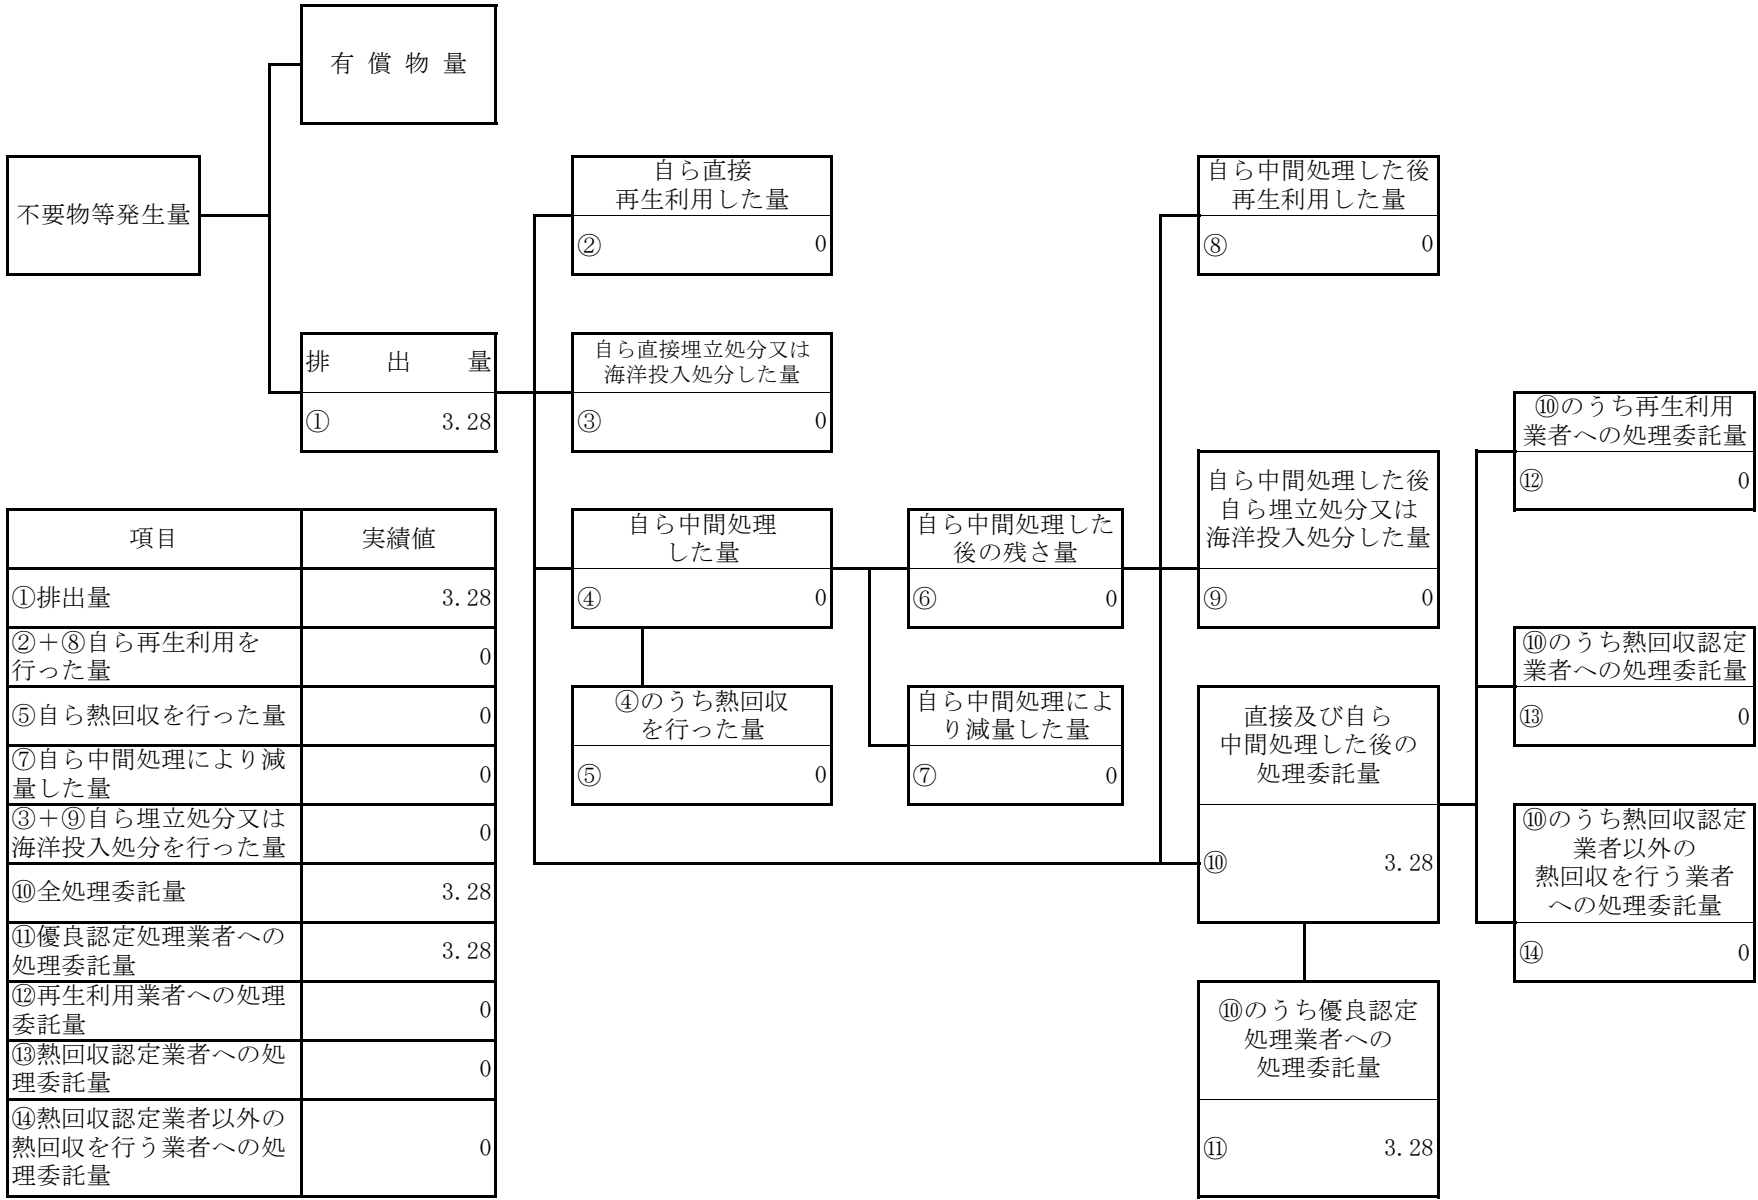 有償物量
不要物等発生量
自ら直接
再生利用した量
② 0
自ら中間処理した後
再生利用した量
⑧ 0
排出量
① 3.28
自ら直接埋立処分又は
海洋投入処分した量
③ 0
⑩のうち再生利用
業者への処理委託量
⑫ 0
自ら中間処理した後
自ら埋立処分又は
海洋投入処分した量
⑨ 0
自ら中間処理
した量
④ 0
自ら中間処理した
後の残さ量
⑥ 0
⑩のうち熱回収認定
業者への処理委託量
⑬ 0
④のうち熱回収
を行った量
⑤ 0
自ら中間処理によ
り減量した量
⑦ 0
直接及び自ら
中間処理した後の
処理委託量
⑩ 3.28
⑩のうち熱回収認定
業者以外の
熱回収を行う業者
への処理委託量
⑭ 0
⑩のうち優良認定
処理業者への
処理委託量
⑪ 3.28
項目 実績値
①排出量 3.28
②＋⑧自ら再生利用を
行った量 0
⑤自ら熱回収を行った量 0
⑦自ら中間処理により減
量した量 0
③＋⑨自ら埋立処分又は
海洋投入処分を行った量 0
⑩全処理委託量 3.28
⑪優良認定処理業者への
処理委託量 3.28
⑫再生利用業者への処理
委託量 0
⑬熱回収認定業者への処
理委託量 0
⑭熱回収認定業者以外の
熱回収を行う業者への処
理委託量 0